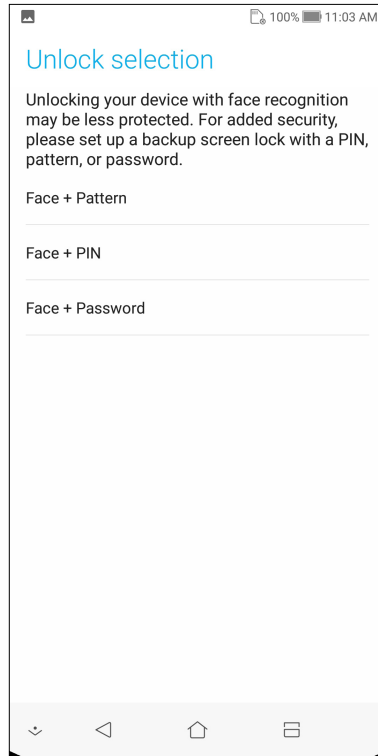 100% 11:03 AM
Unlock selection
Unlocking your device with face recognition
may be less protected. For added security,
please set up a backup screen lock with a PIN,
pattern, or password.
Face + Pattern
Face + PIN
Face + Password